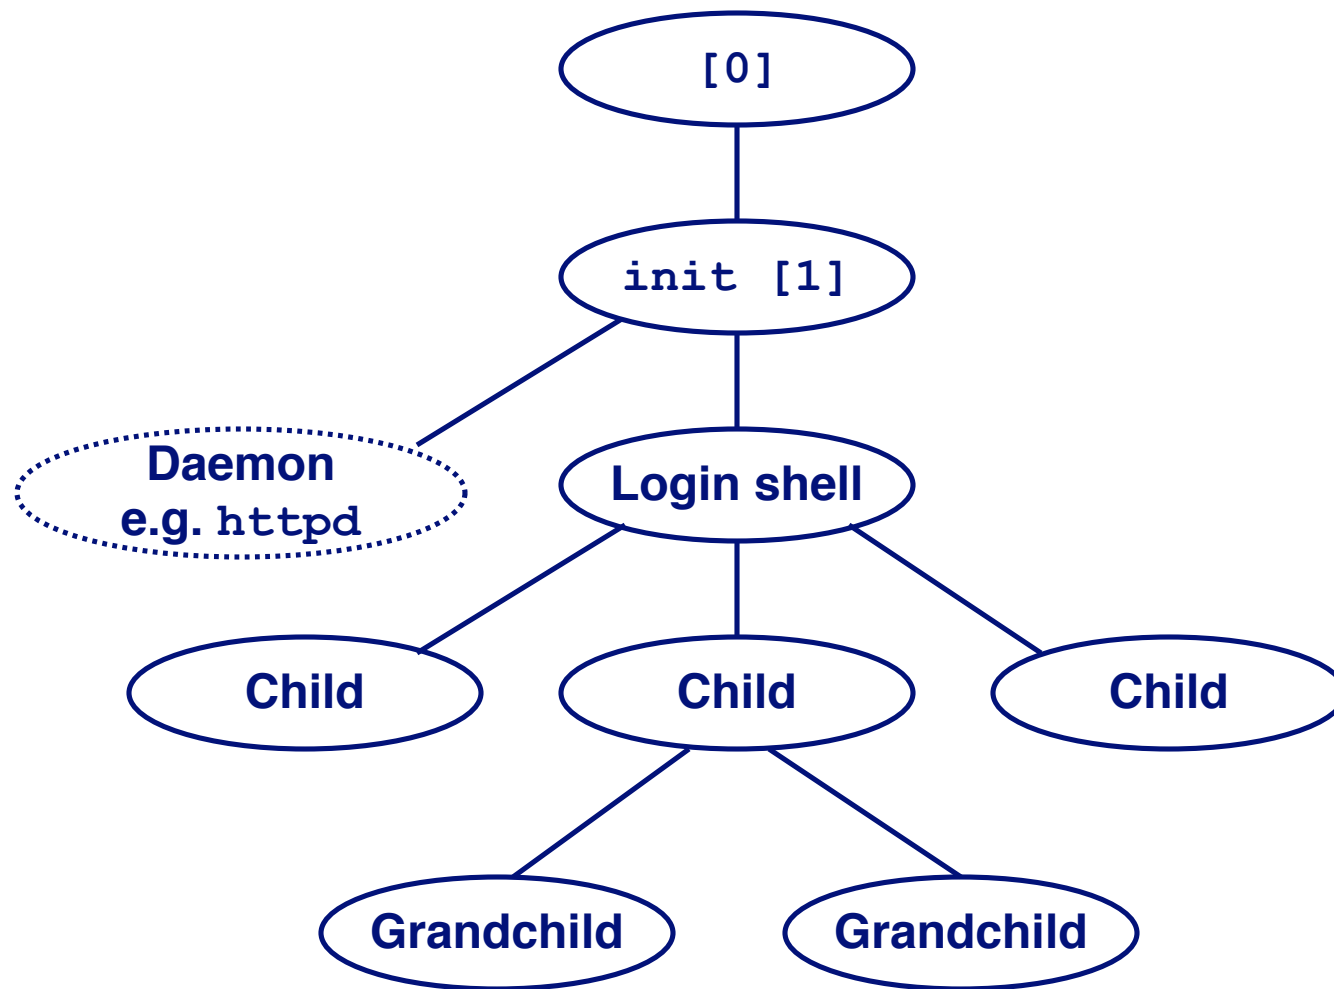 [0]
init [1]
Daemon
e.g. httpd
Login shell
Child
Child
Child
Grandchild
Grandchild